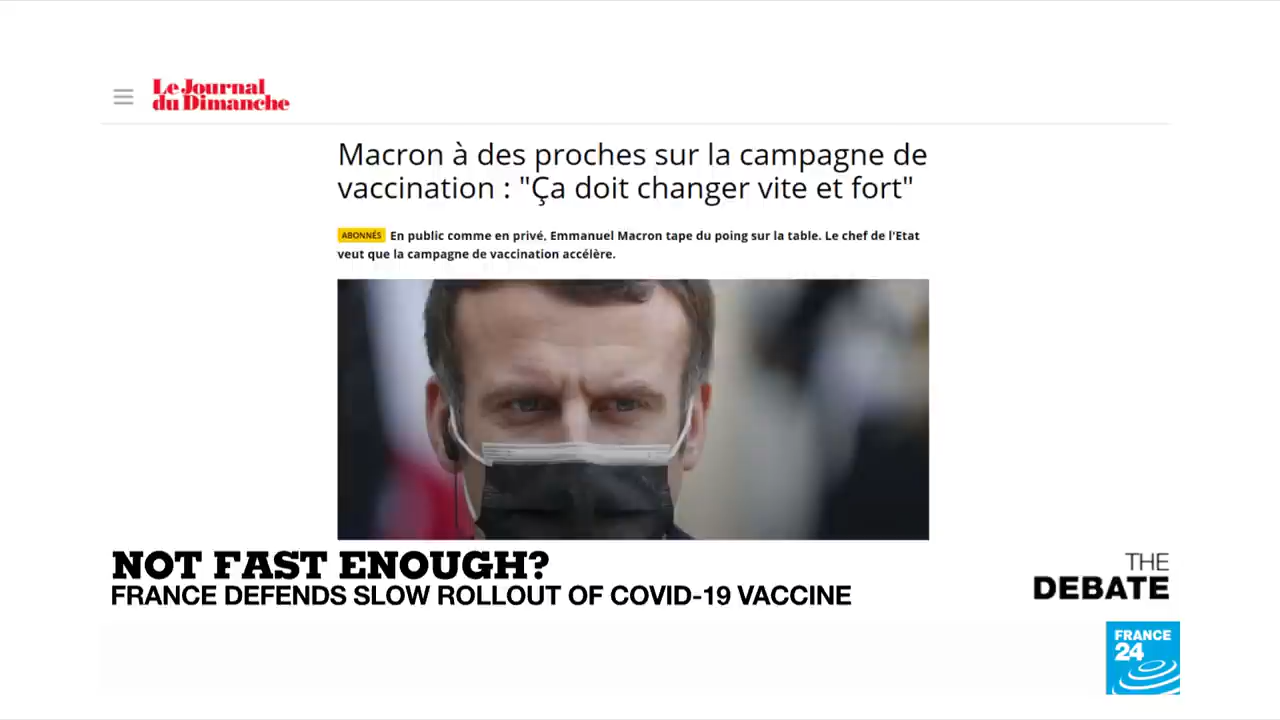 Le Journal
du Dimanche
Macron à des proches sur la campagne de
vaccination : "Ça doit changer vite et fort"
ABONNÉS En public comme en privé, Emmanuel Macron tape du poing sur la table. Le chef de l'Etat
veut que la campagne de vaccination accélère.
NOT FAST ENOUGH?
FRANCE DEFENDS SLOW ROLLOUT OF COVID-19 VACCINE
THE
DEBATE
FRANCE
24